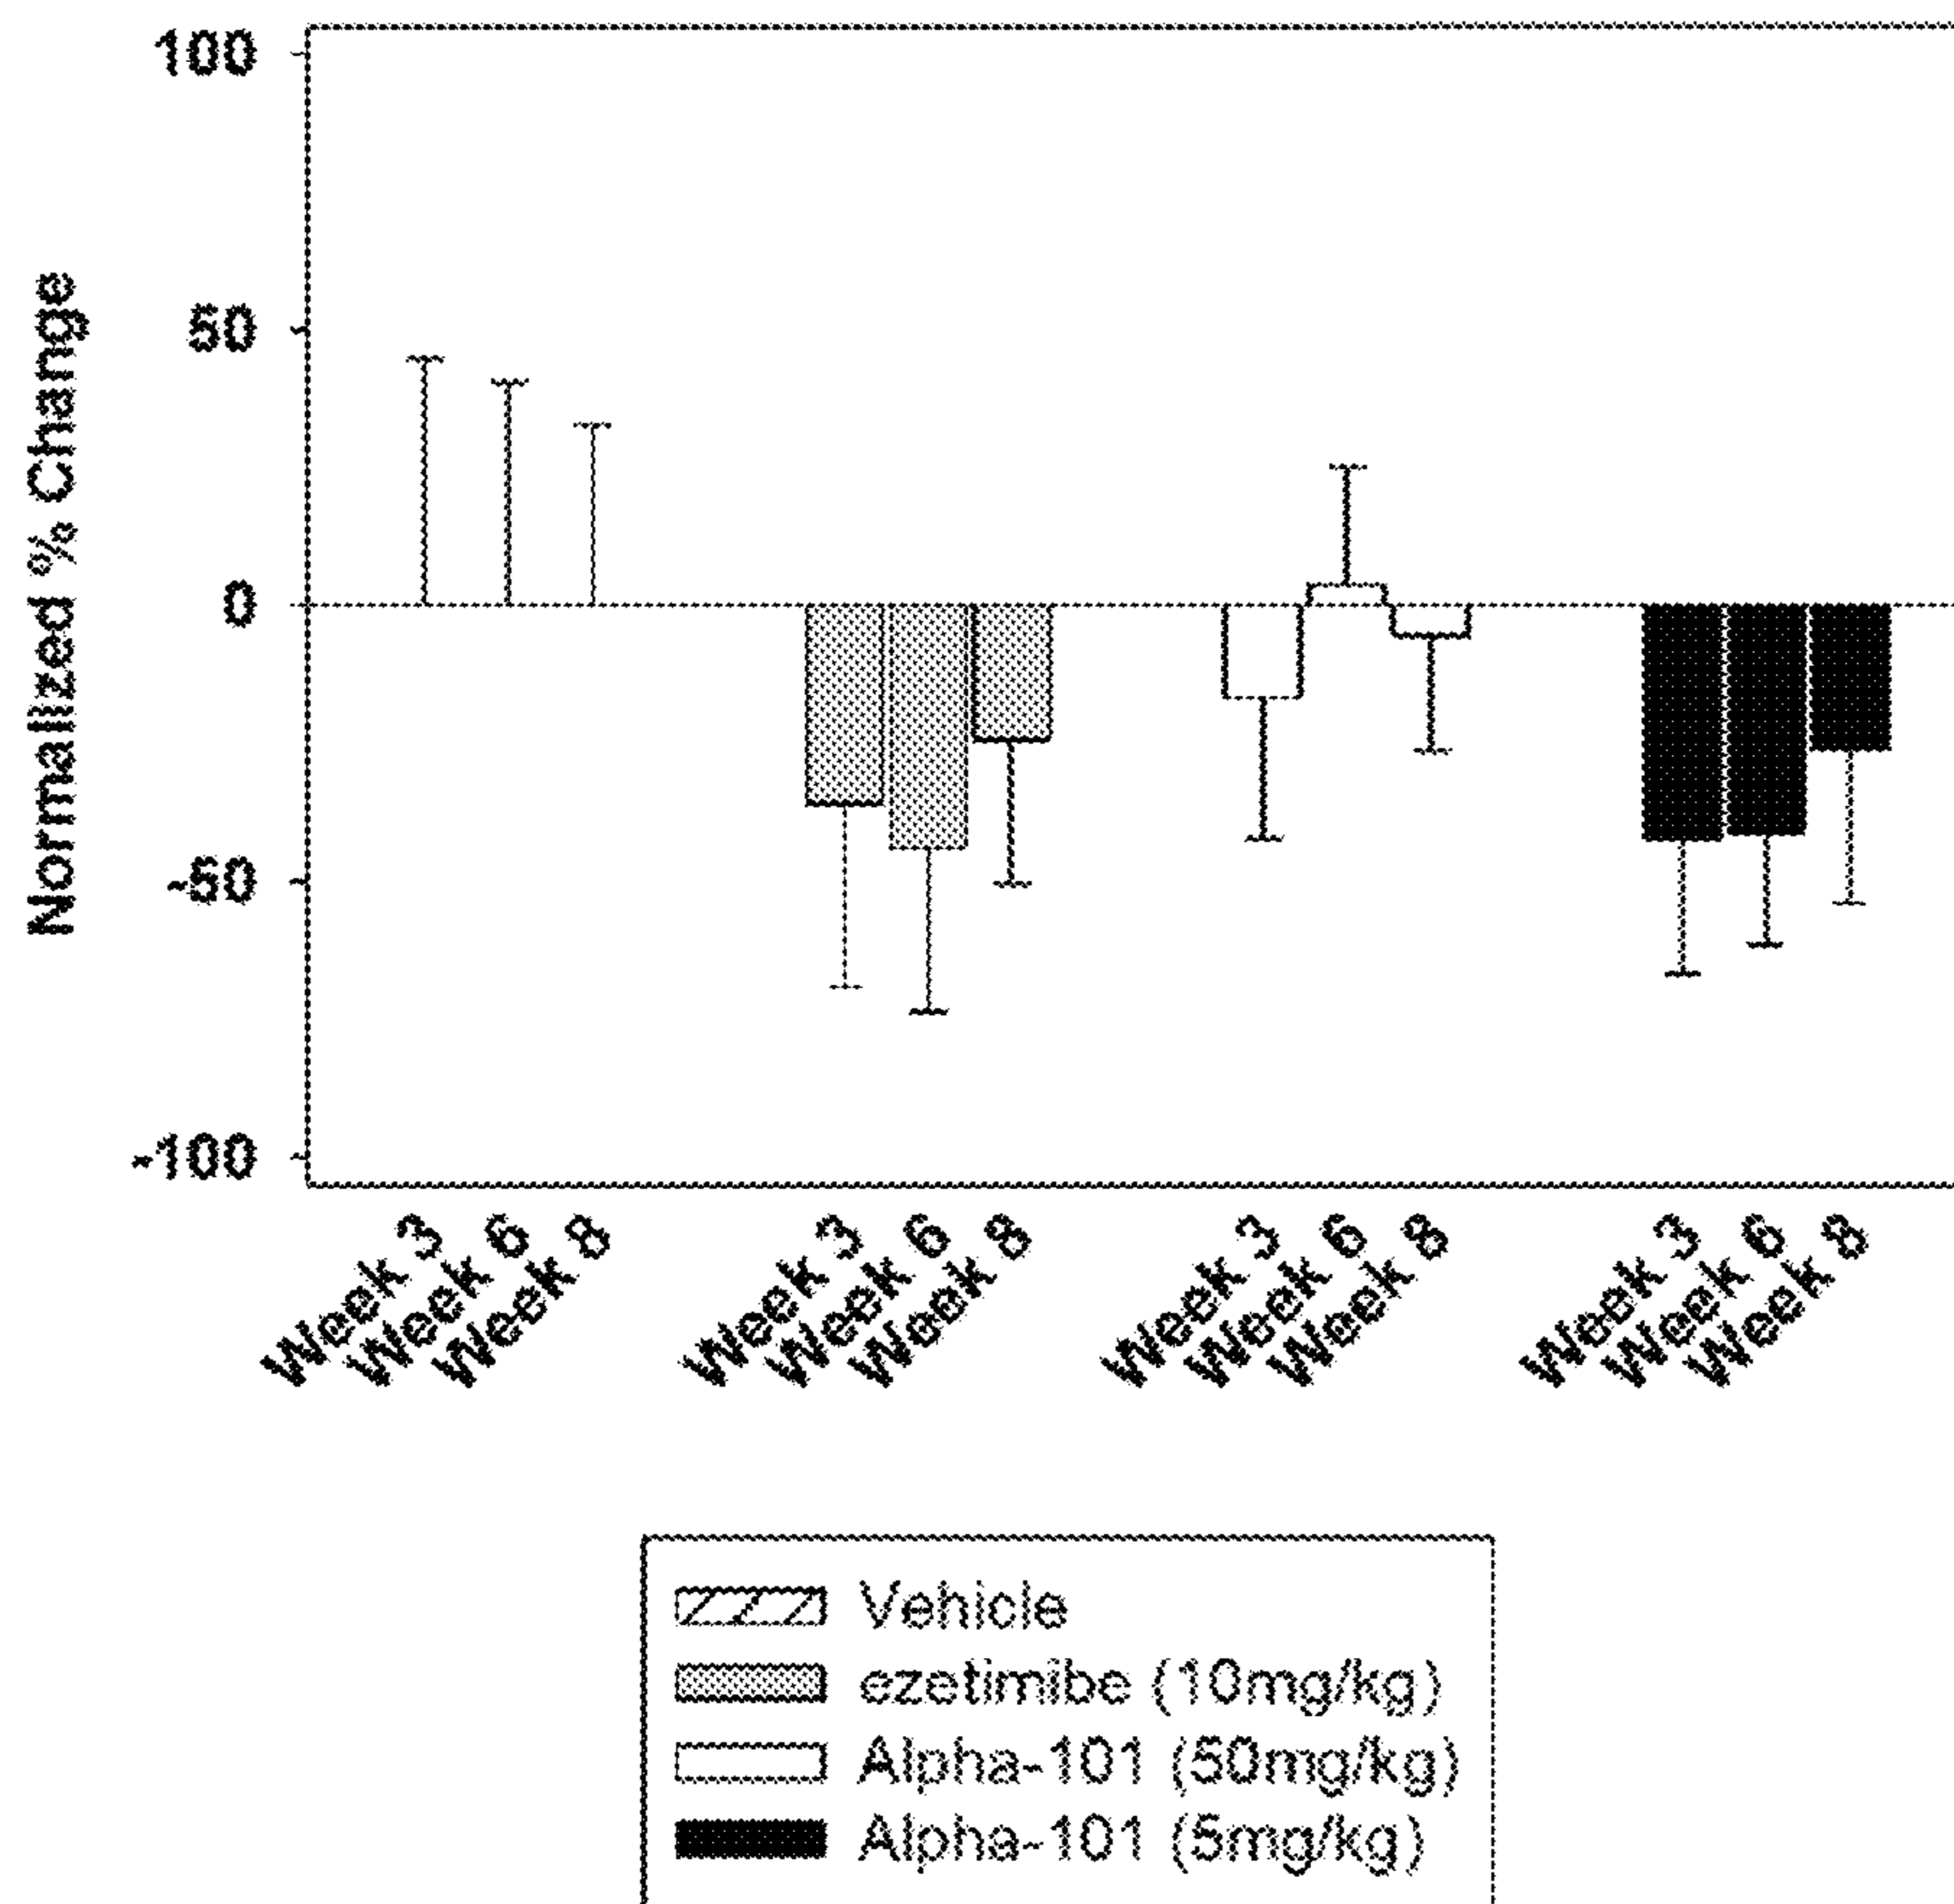 Normalized % Change
100
50
0
-50
-100
Week 3
Week 6
Week 8
Week 3
Week 6
Week 8
Week 3
Week 6
Week 8
Week 3
Week 6
Week 8
Vehicle
ezetimibe (10mg/kg)
Alpha-101 (50mg/kg)
Alpha-101 (5mg/kg)